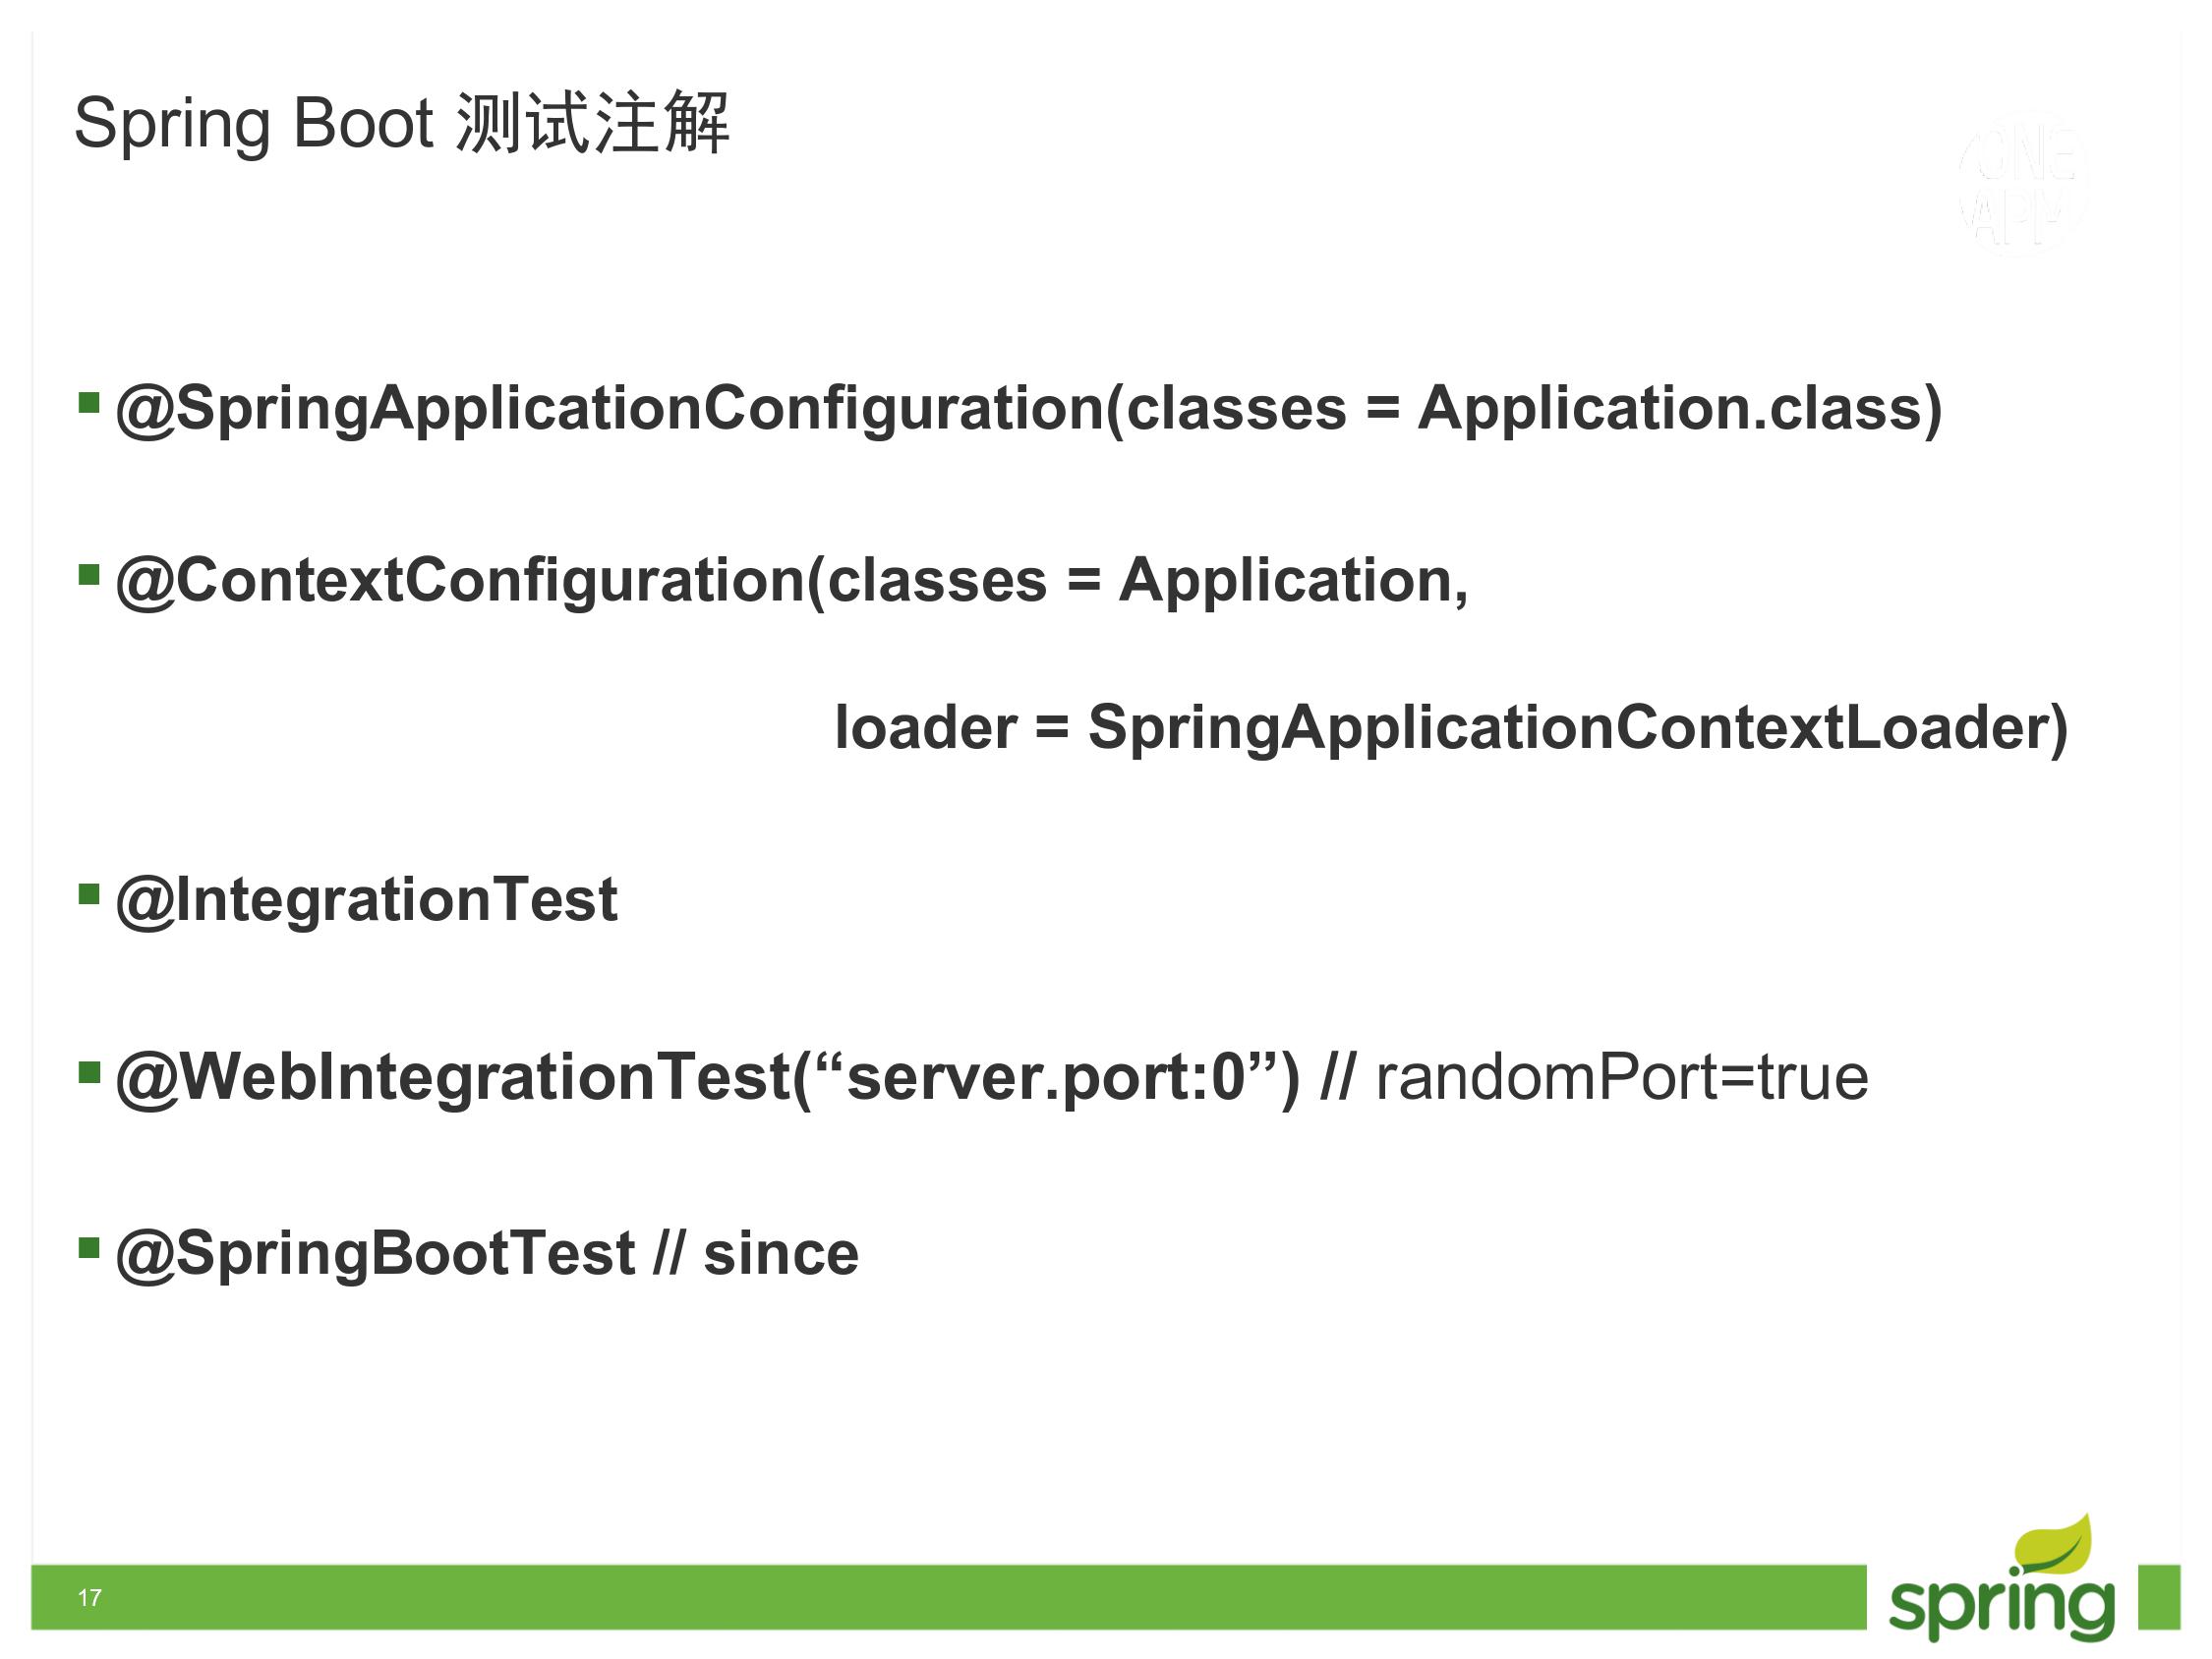 Spring Boot 测试注解
ONE
APM
@SpringApplicationConfiguration(classes = Application.class)
@ContextConfiguration(classes = Application,
loader = SpringApplicationContextLoader)
@IntegrationTest
@WebIntegrationTest(“server.port:0”) // randomPort=true
@SpringBootTest // since
17
spring